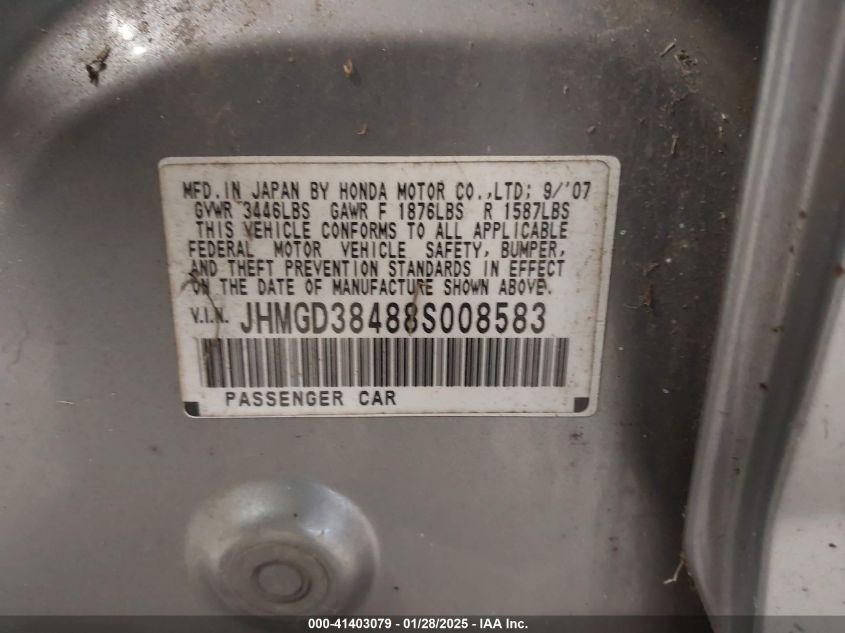 MFD. IN JAPAN BY HONDA MOTOR CO.,LTD; 9/'07
GVWR 3446LBS GAWR F 1876LBS R 1587LBS
THIS VEHICLE CONFORMS TO ALL APPLICABLE
FEDERAL MOTOR VEHICLE SAFETY, BUMPER,
AND THEFT PREVENTION STANDARDS IN EFFECT
ON THE DATE OF MANUFACTURE SHOWN ABOVE.
V.I.N. JHMGD38488S008583
PASSENGER CAR
000-41403079 - 01/28/2025 - IAA Inc.